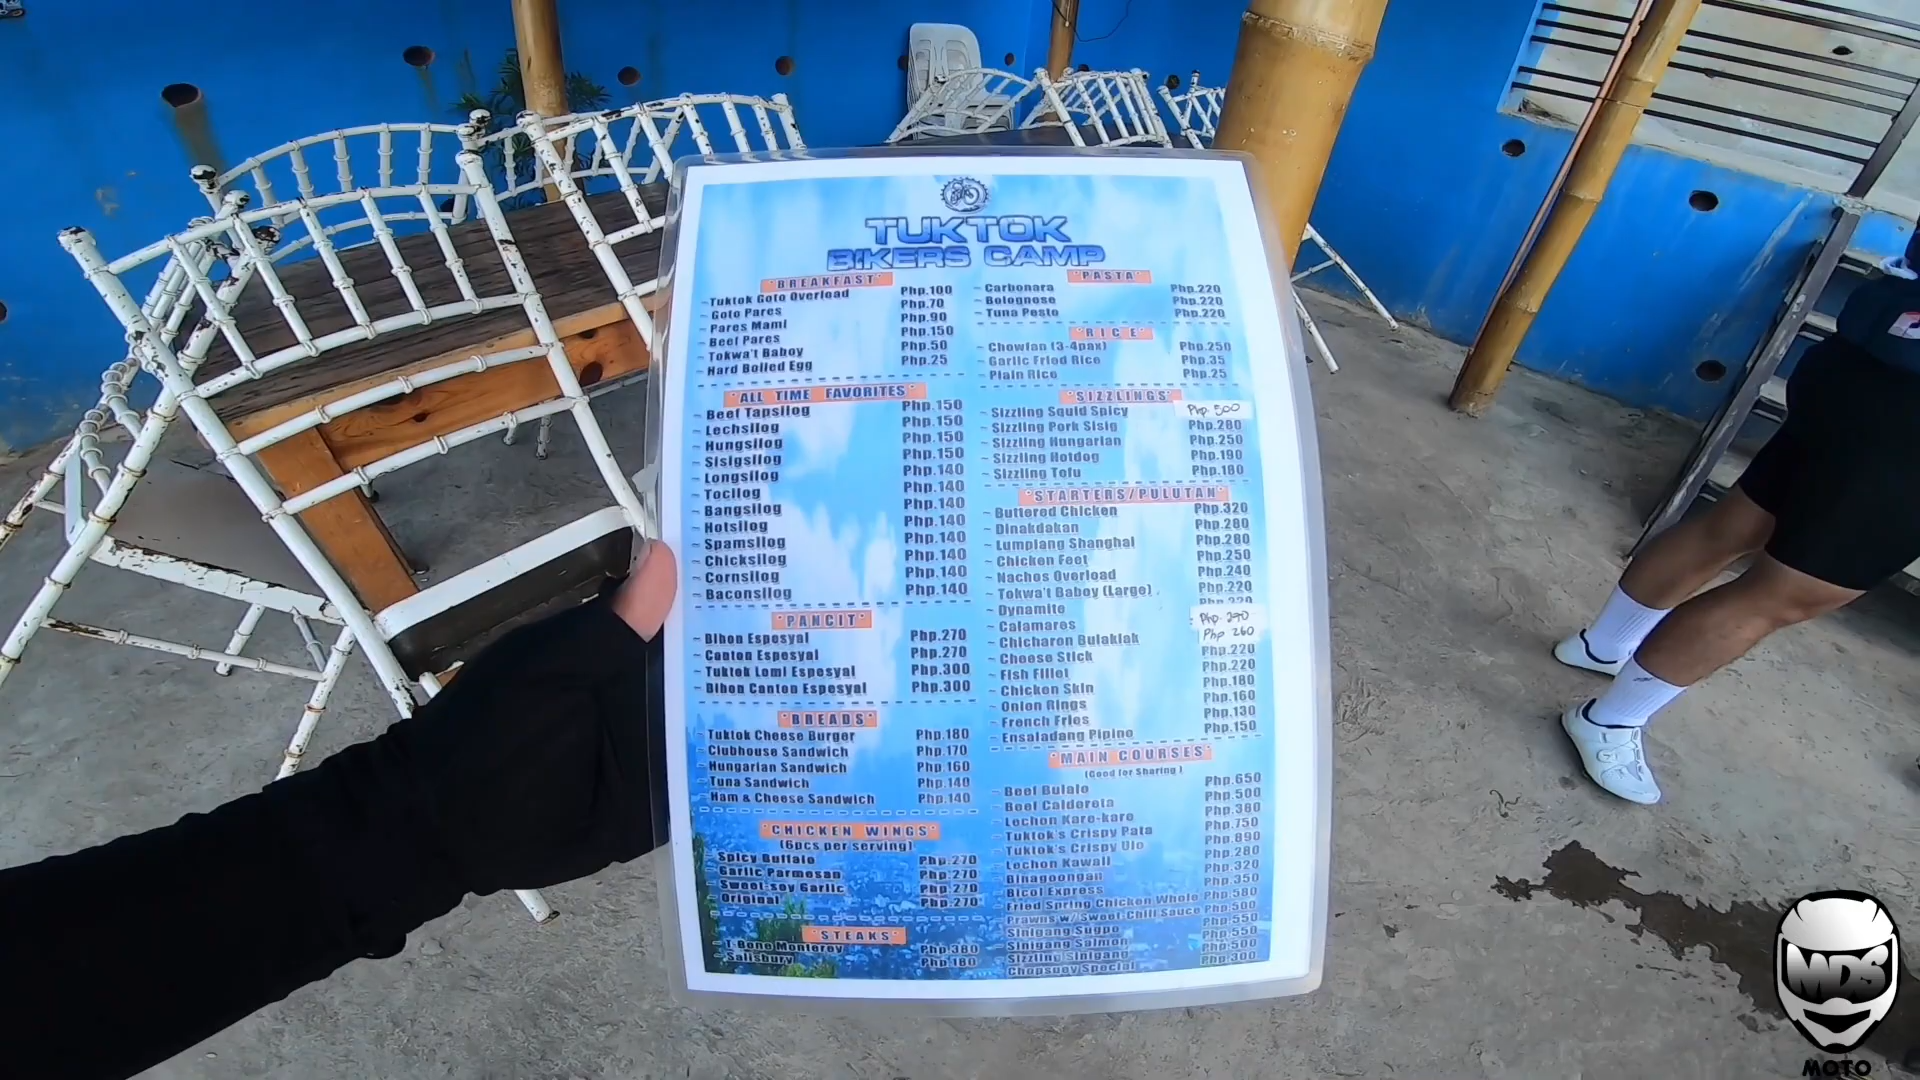 TUKTOK
BIKERS CAMP
"BREAKFAST"
- Tuktok Goto Overload Php.100
- Goto Pares Php.70
- Pares Mami Php.90
- Beef Pares Php.150
- Tokwa't Baboy Php.50
- Hard Boiled Egg Php.25
"ALL TIME FAVORITES"
- Beef Tapsilog Php.150
- Lechsilog Php.150
- Hungsilog Php.150
- Sisigsilog Php.150
- Longsilog Php.140
- Tocilog Php.140
- Bangsilog Php.140
- Hotsilog Php.140
- Spamsilog Php.140
- Chicksilog Php.140
- Cornsilog Php.140
- Baconsilog Php.140
"PANCIT"
- Bihon Espesyal Php.270
- Canton Espesyal Php.270
- Tuktok Lomi Espesyal Php.300
- Bihon Canton Espesyal Php.300
"BREADS"
- Tuktok Cheese Burger Php.180
- Clubhouse Sandwich Php.170
- Hungarian Sandwich Php.160
- Tuna Sandwich Php.140
- Ham & Cheese Sandwich Php.140
"CHICKEN WINGS"
(6pcs per serving)
- Spicy Buffalo Php.270
- Garlic Parmesan Php.270
- Sweet-soy Garlic Php.270
- Original Php.270
"STEAKS"
- T-Bone Monterey Php.380
- Salisbury Php.180
"PASTA"
- Carbonara Php.220
- Bolognese Php.220
- Tuna Pesto Php.220
"RICE"
- Chowfan (3-4pax) Php.250
- Garlic Fried Rice Php.35
- Plain Rice Php.25
"SIZZLINGS"
- Sizzling Squid Spicy Php. 500
- Sizzling Pork Sisig Php.280
- Sizzling Hungarian Php.250
- Sizzling Hotdog Php.190
- Sizzling Tofu Php.180
"STARTERS/PULUTAN"
- Buttered Chicken Php.320
- Dinakdakan Php.280
- Lumpiang Shanghai Php.280
- Chicken Feet Php.250
- Nachos Overload Php.240
- Tokwa't Baboy (Large) Php.220
- Dynamite Php.220
- Calamares Php. 290
- Chicharon Bulaklak Php 260
- Cheese Stick Php.220
- Fish Fillet Php.220
- Chicken Skin Php.180
- Onion Rings Php.160
- French Fries Php.130
- Ensaladang Pipino Php.150
"MAIN COURSES"
(Good for Sharing)
- Beef Bulalo Php.650
- Beef Caldereta Php.500
- Lechon Kare-kare Php.380
- Tuktok's Crispy Pata Php.750
- Tuktok's Crispy Ulo Php.890
- Lechon Kawali Php.280
- Binagoongan Php.320
- Bicol Express Php.350
- Fried Spring Chicken Whole Php.580
- Prawns w/ Sweet Chili Sauce Php.500
- Sinigang Sugpo Php.550
- Sinigang Salmon Php.550
- Sizzling Sinigang Php.500
- Chopsuey Special Php.300
MDS
MOTO